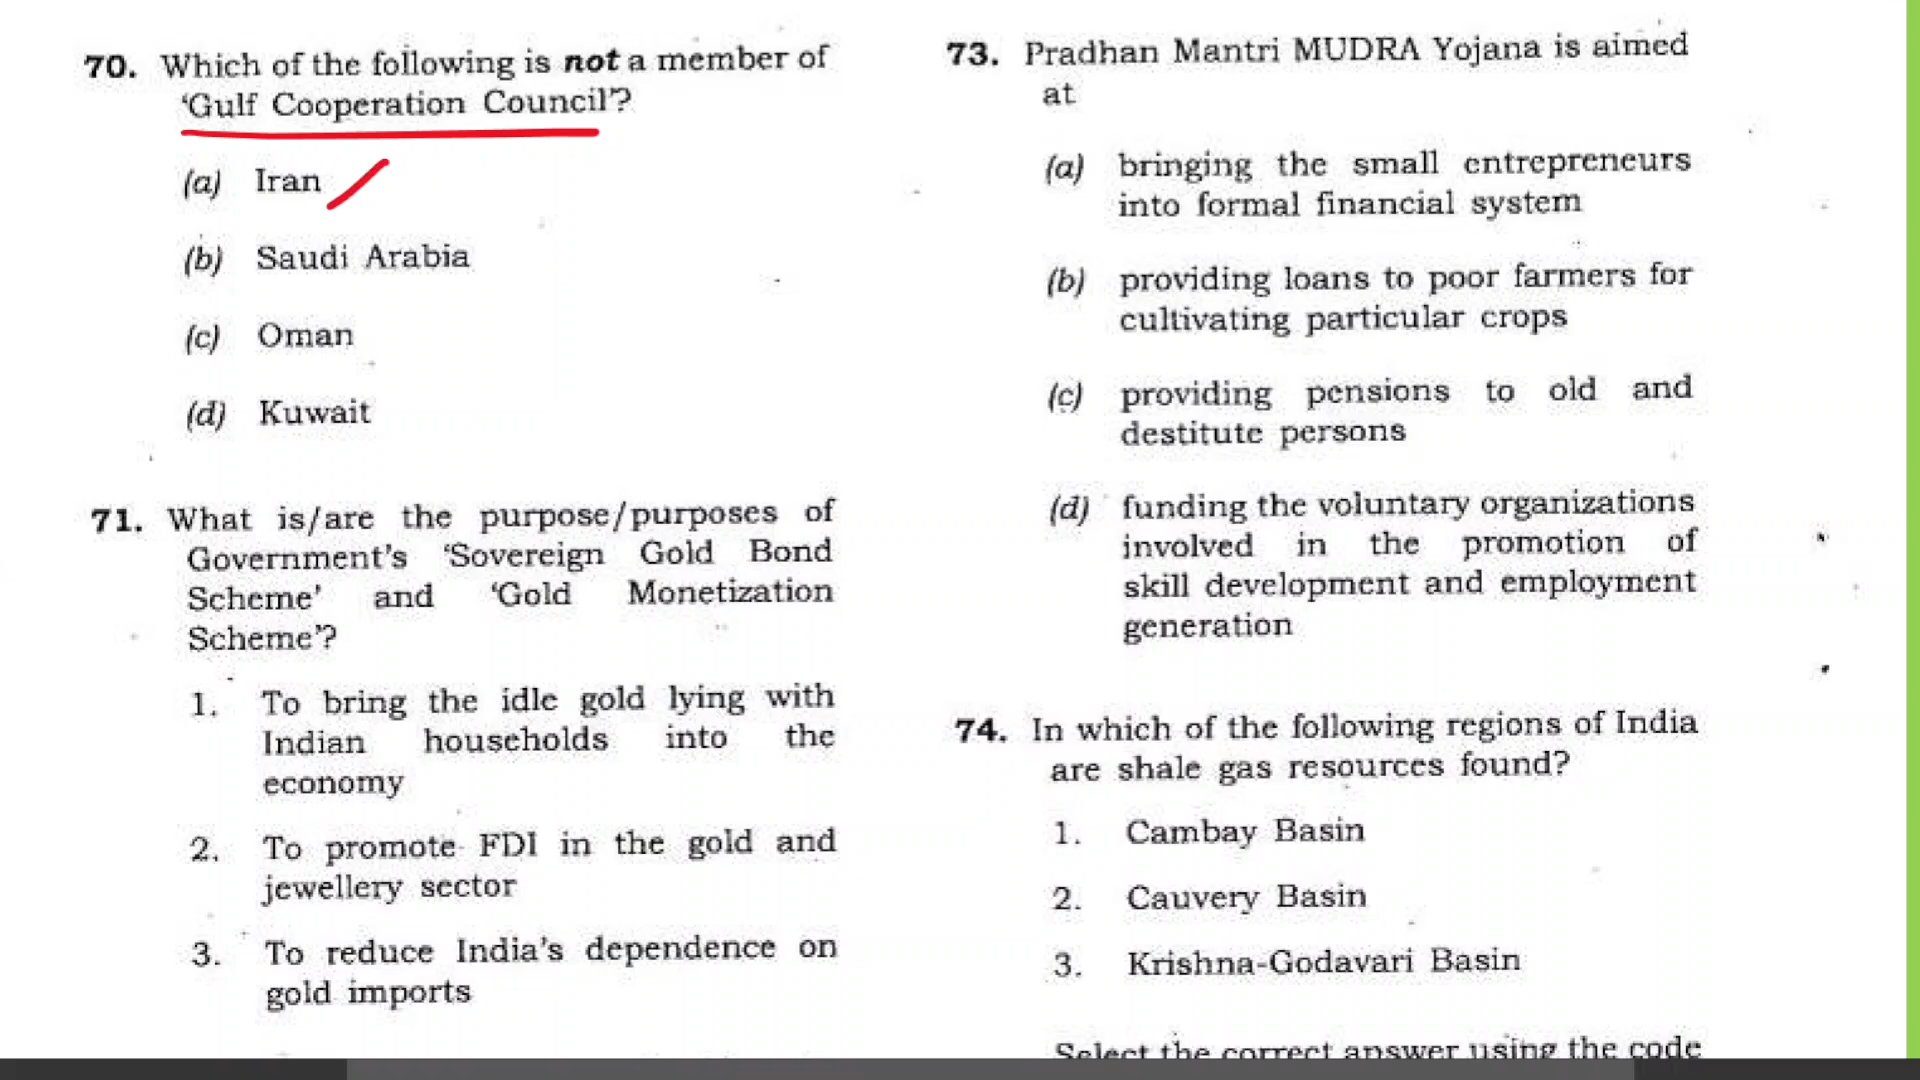 70. Which of the following is not a member of
'Gulf Cooperation Council'?
(a) Iran
(b) Saudi Arabia
(c) Oman
(d) Kuwait
71. What is/are the purpose/purposes of
Government's 'Sovereign Gold Bond
Scheme' and 'Gold Monetization
Scheme'?
1. To bring the idle gold lying with
Indian households into the
economy
2. To promote FDI in the gold and
jewellery sector
3. To reduce India's dependence on
gold imports
73. Pradhan Mantri MUDRA Yojana is aimed
at
(a) bringing the small entrepreneurs
into formal financial system
(b) providing loans to poor farmers for
cultivating particular crops
(c) providing pensions to old and
destitute persons
(d) funding the voluntary organizations
involved in the promotion of
skill development and employment
generation
74. In which of the following regions of India
are shale gas resources found?
1. Cambay Basin
2. Cauvery Basin
3. Krishna-Godavari Basin
Select the correct answer using the code